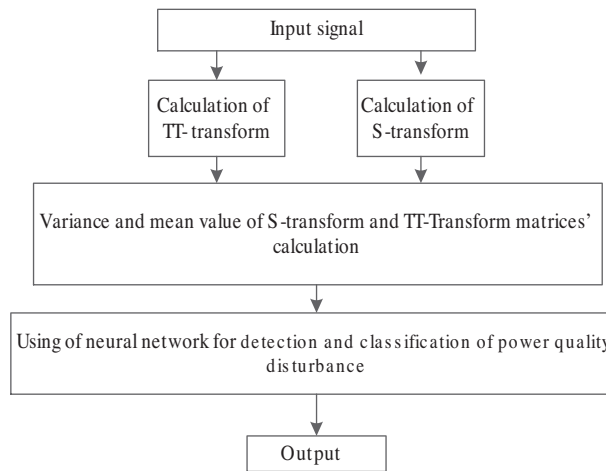 Input signal
Calculation of
TT- transform
Calculation of
S-transform
Variance and mean value of S-transform and TT-Transform matrices'
calculation
Using of neural network for detection and classification of power quality
disturbance
Output